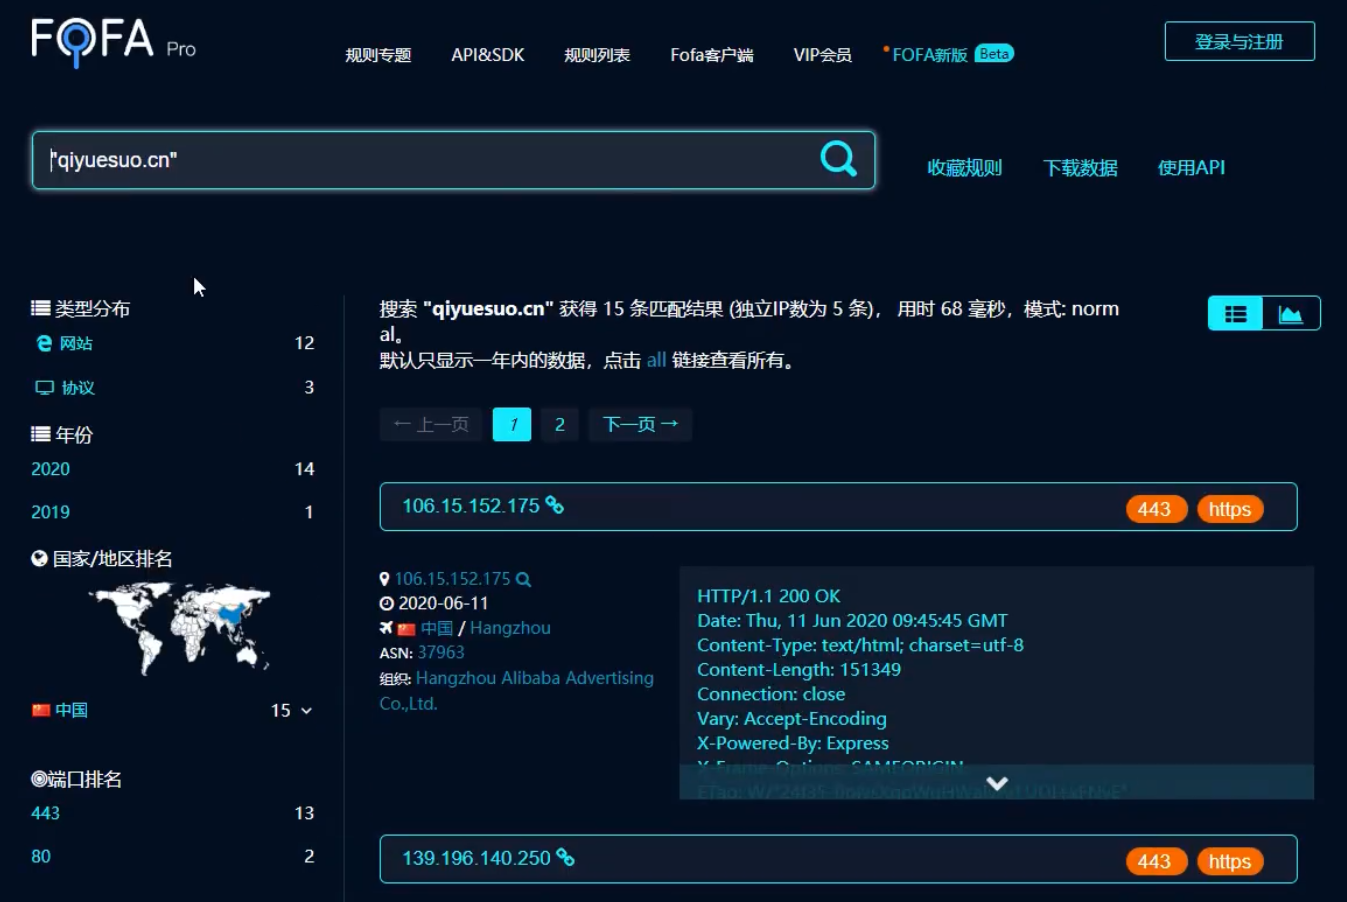 FOFA Pro
规则专题 API&SDK 规则列表 Fofa客户端 VIP会员 FOFA新版 Beta
登录与注册
"qiyuesuo.cn"
收藏规则 下载数据 使用API
类型分布
网站 12
协议 3
年份
2020 14
2019 1
国家/地区排名
中国 15
端口排名
443 13
80 2
搜索 "qiyuesuo.cn" 获得 15 条匹配结果 (独立IP数为 5 条)， 用时 68 毫秒，模式: norm
al。
默认只显示一年内的数据，点击 all 链接查看所有。
← 上一页 1 2 下一页 →
106.15.152.175 443 https
106.15.152.175
2020-06-11
中国 / Hangzhou
ASN: 37963
组织: Hangzhou Alibaba Advertising
Co.,Ltd.
HTTP/1.1 200 OK
Date: Thu, 11 Jun 2020 09:45:45 GMT
Content-Type: text/html; charset=utf-8
Content-Length: 151349
Connection: close
Vary: Accept-Encoding
X-Powered-By: Express
X-Frame-Options: SAMEORIGIN
139.196.140.250 443 https